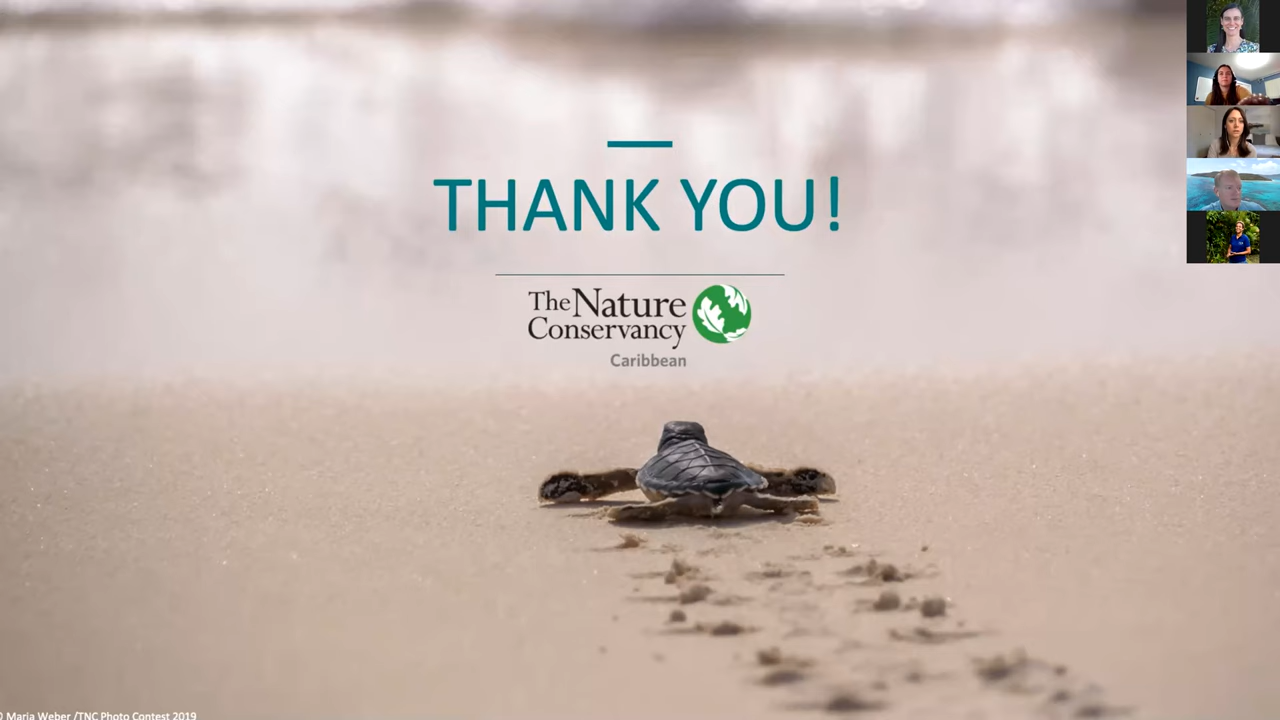 THANK YOU!
The Nature
Conservancy
Caribbean
© Maria Weber /TNC Photo Contest 2019